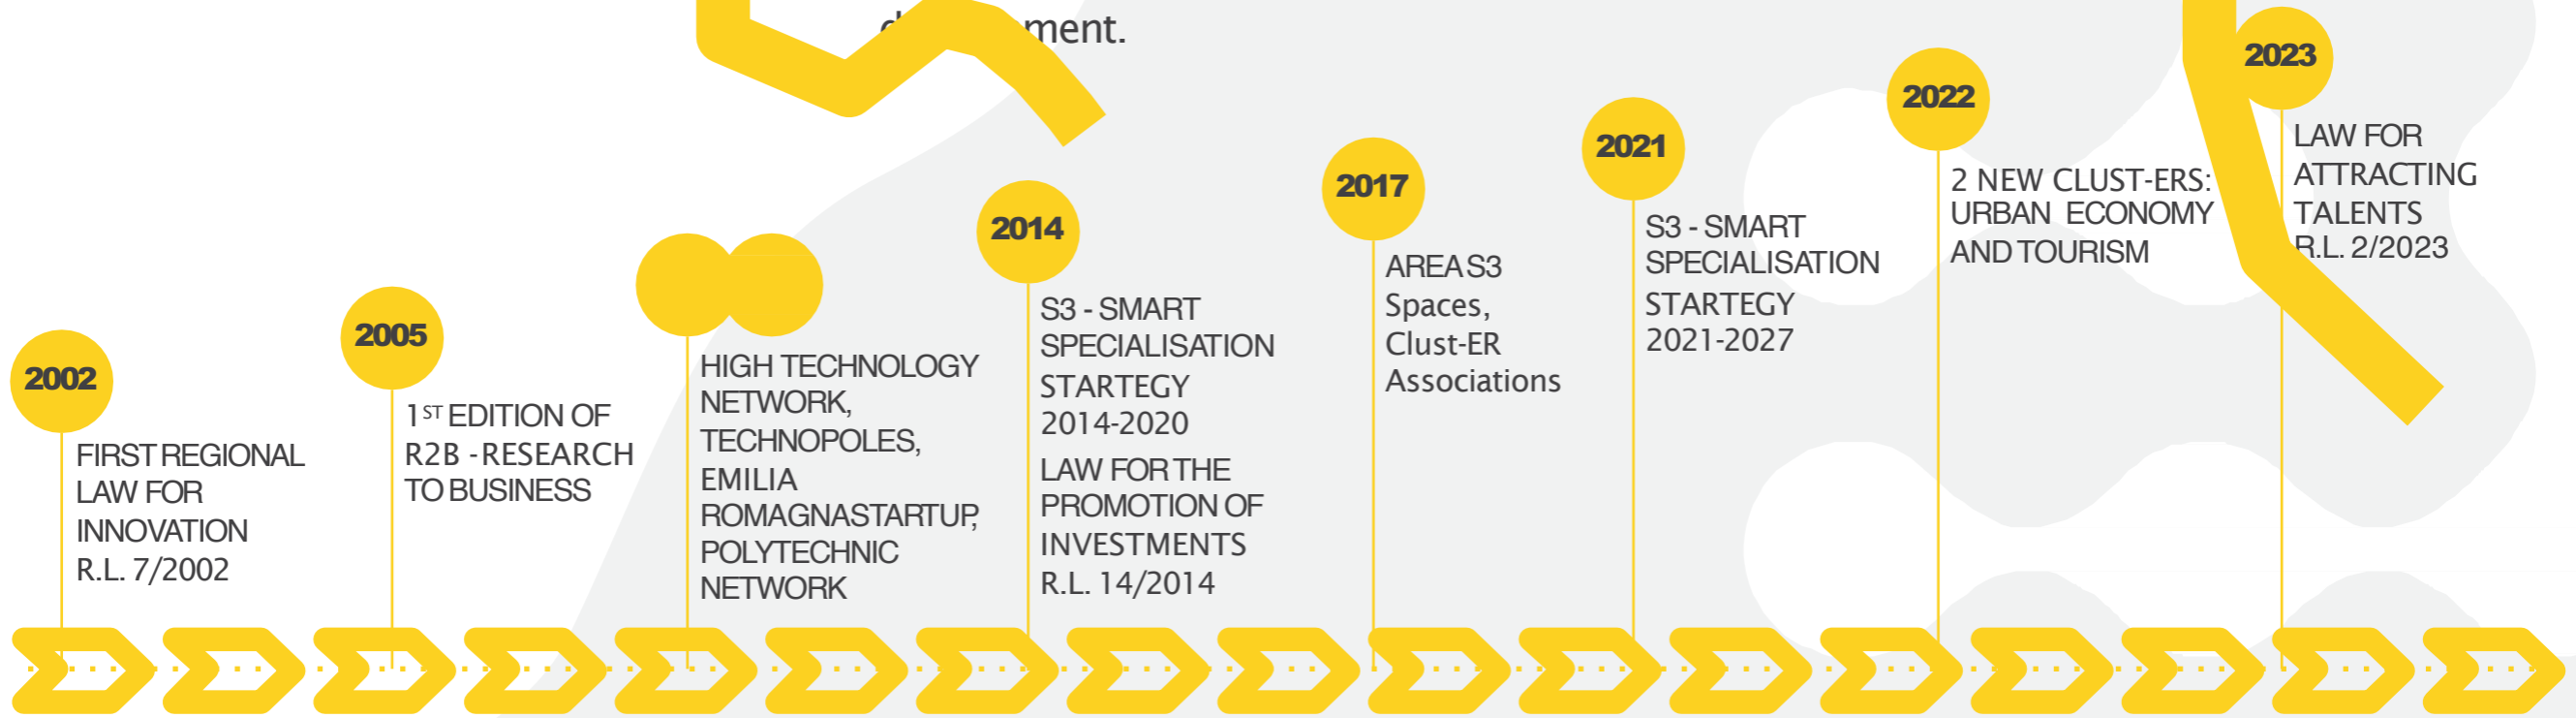 ment.
2002
FIRST REGIONAL
LAW FOR
INNOVATION
R.L. 7/2002
2005
1ST EDITION OF
R2B - RESEARCH
TO BUSINESS
HIGH TECHNOLOGY
NETWORK,
TECHNOPOLES,
EMILIA
ROMAGNASTARTUP,
POLYTECHNIC
NETWORK
2014
S3 - SMART
SPECIALISATION
STARTEGY
2014-2020
LAW FOR THE
PROMOTION OF
INVESTMENTS
R.L. 14/2014
2017
AREA S3
Spaces,
Clust-ER
Associations
2021
S3 - SMART
SPECIALISATION
STARTEGY
2021-2027
2022
2 NEW CLUST-ERS:
URBAN ECONOMY
AND TOURISM
2023
LAW FOR
ATTRACTING
TALENTS
R.L. 2/2023